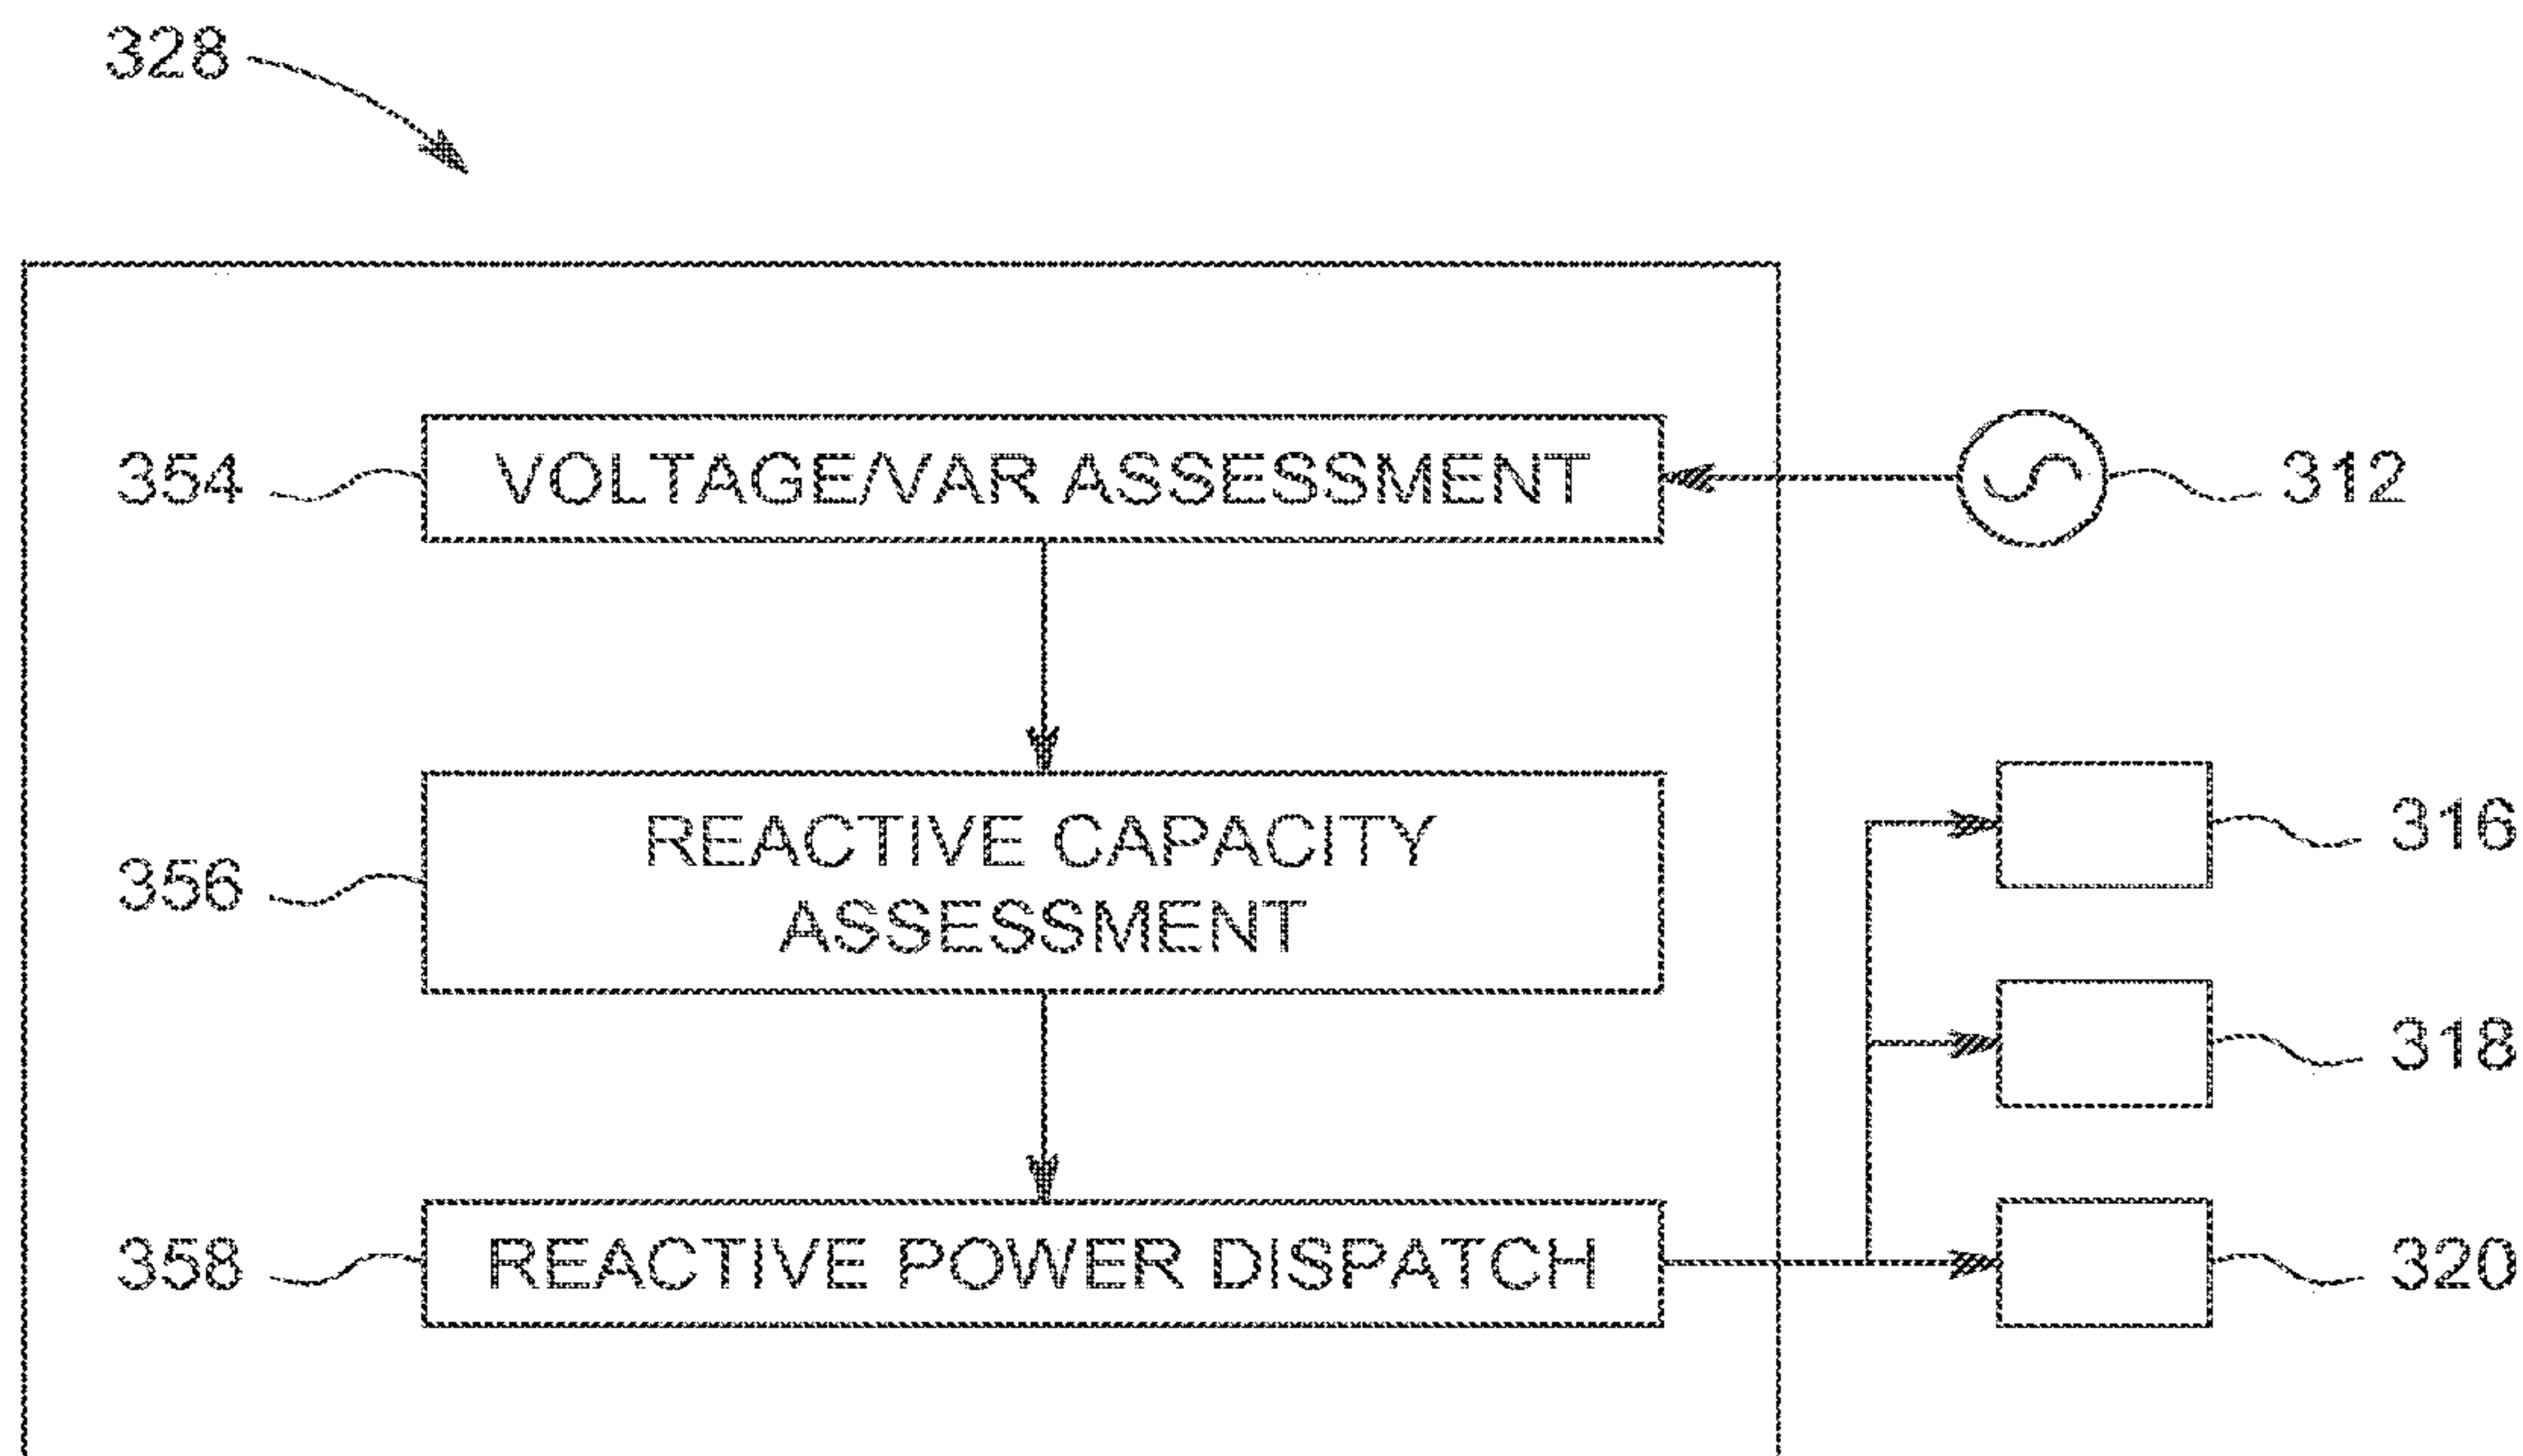 328
354
VOLTAGE/VAR ASSESSMENT
312
356
REACTIVE CAPACITY
ASSESSMENT
316
318
358
REACTIVE POWER DISPATCH
320